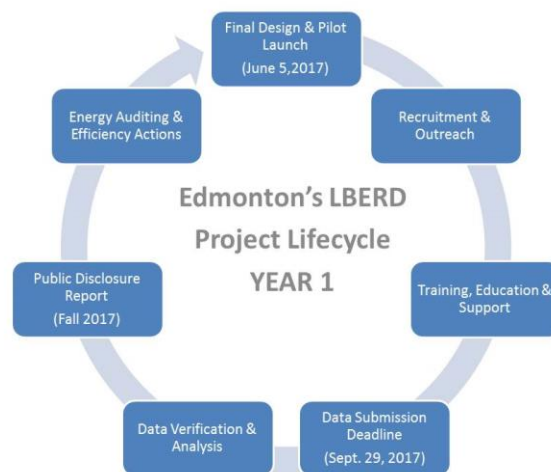 Final Design & Pilot
Launch
(June 5,2017)
Recruitment &
Outreach
Training, Education &
Support
Data Submission
Deadline
(Sept. 29, 2017)
Data Verification &
Analysis
Public Disclosure
Report
(Fall 2017)
Energy Auditing &
Efficiency Actions
Edmonton's LBERD
Project Lifecycle
YEAR 1